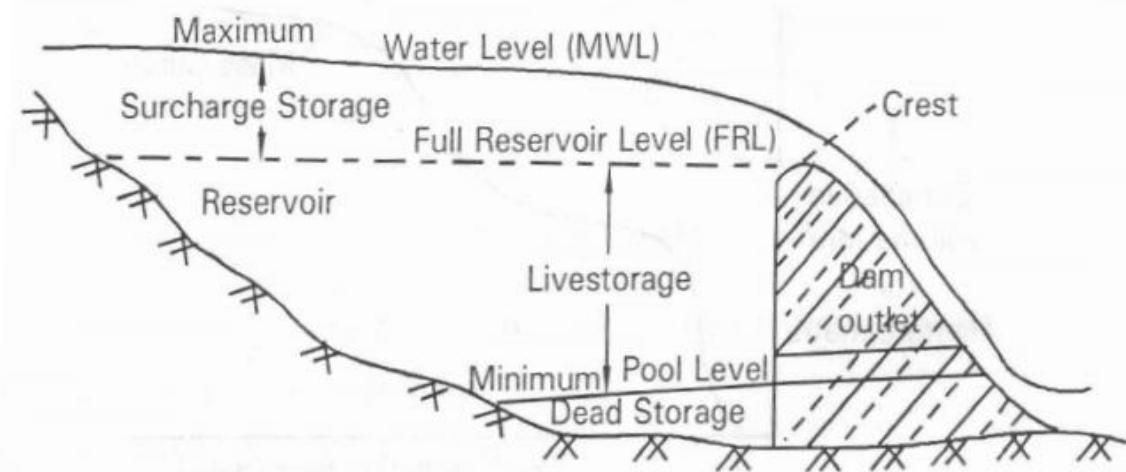 Maximum
Water Level (MWL)
Surcharge Storage
Crest
Full Reservoir Level (FRL)
Reservoir
Livestorage
Dam
outlet
Minimum
Pool Level
Dead Storage